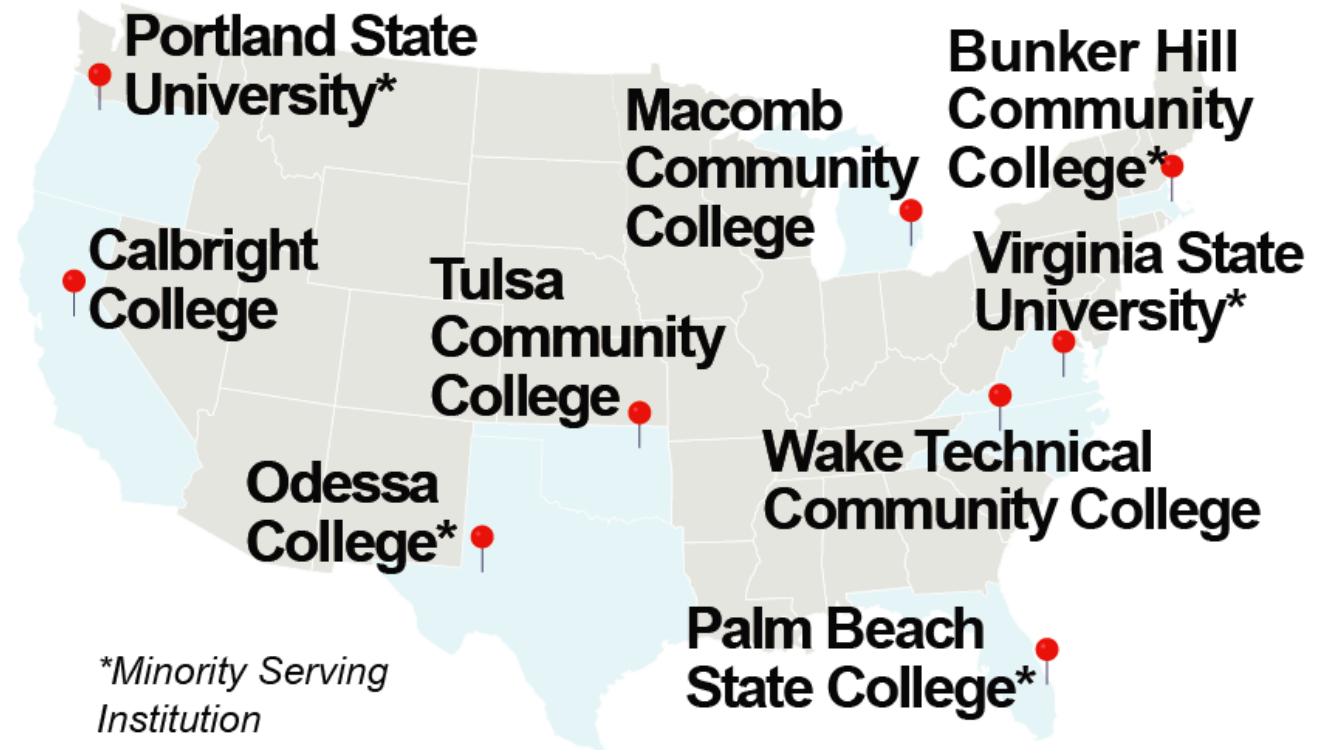 Portland State
University*
Bunker Hill
Community
College*
Macomb
Community
College
Calbright
College
Virginia State
University*
Tulsa
Community
College
Wake Technical
Community College
Odessa
College*
Palm Beach
State College*
*Minority Serving
Institution